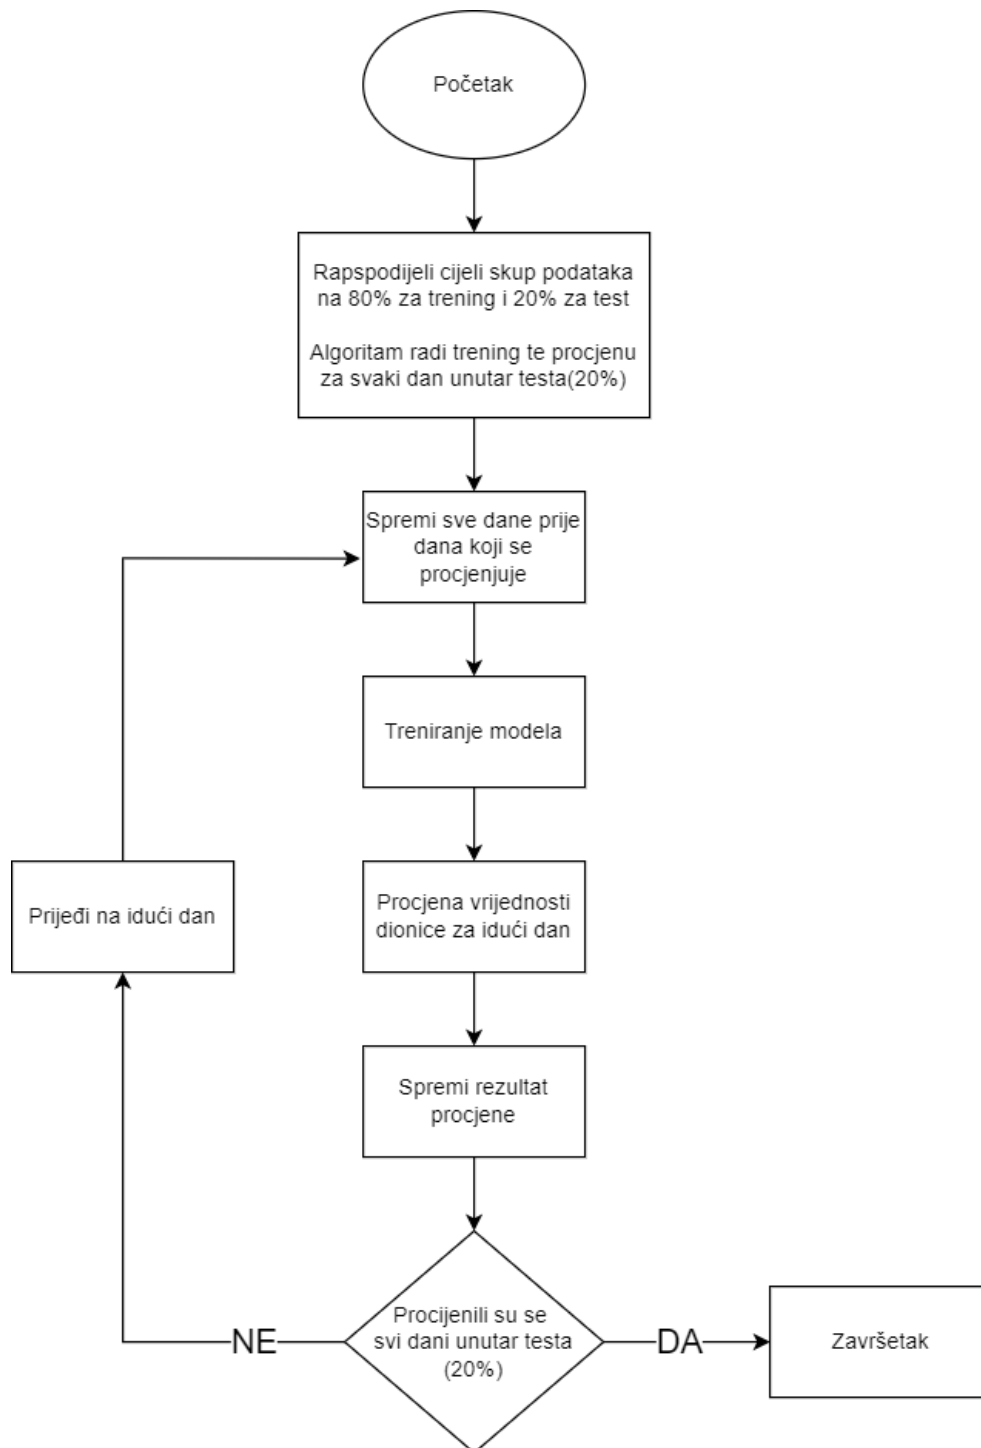 Početak
Rapspodijeli cijeli skup podataka
na 80% za trening i 20% za test
Algoritam radi trening te procjenu
za svaki dan unutar testa(20%)
Spremi sve dane prije
dana koji se
procjenjuje
Treniranje modela
Prijeđi na idući dan
Procjena vrijednosti
dionice za idući dan
Spremi rezultat
procjene
Procijenili su se
svi dani unutar testa
(20%)
NE
DA
Završetak